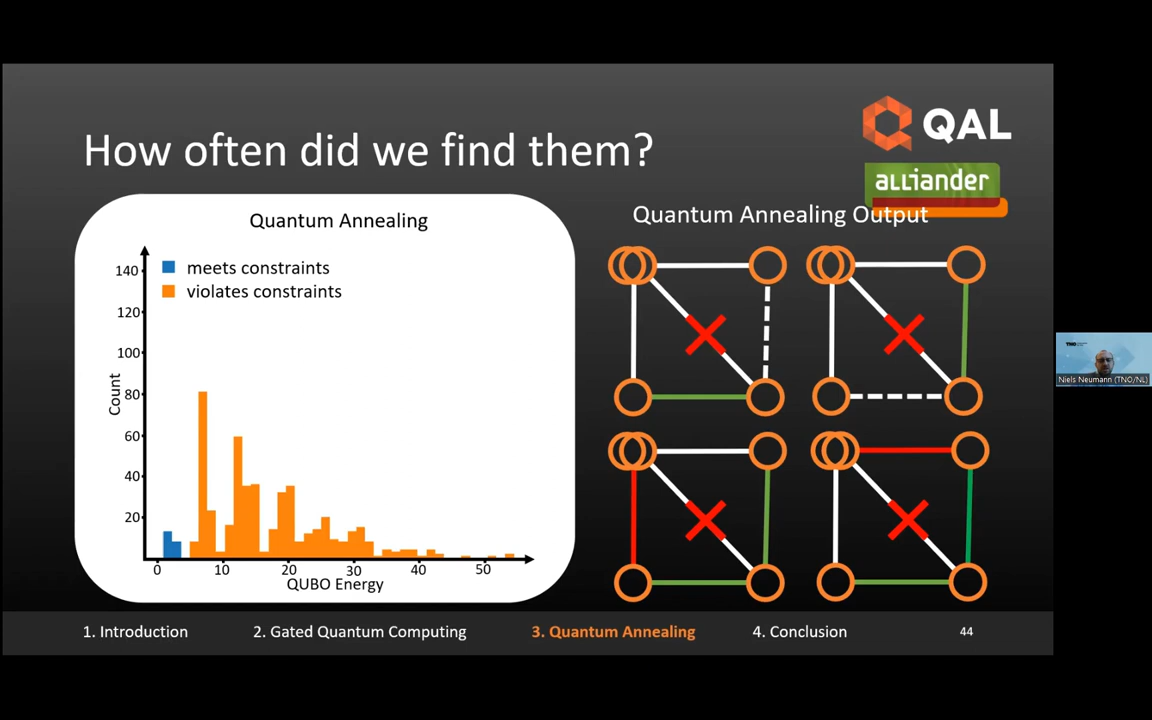 How often did we find them?
QAL
alliander
Quantum Annealing
meets constraints
violates constraints
140
120
100
80
60
40
20
Count
0
10
20
30
40
50
QUBO Energy
Quantum Annealing Output
TNO
Niels Neumann (TNO/NL)
1. Introduction
2. Gated Quantum Computing
3. Quantum Annealing
4. Conclusion
44